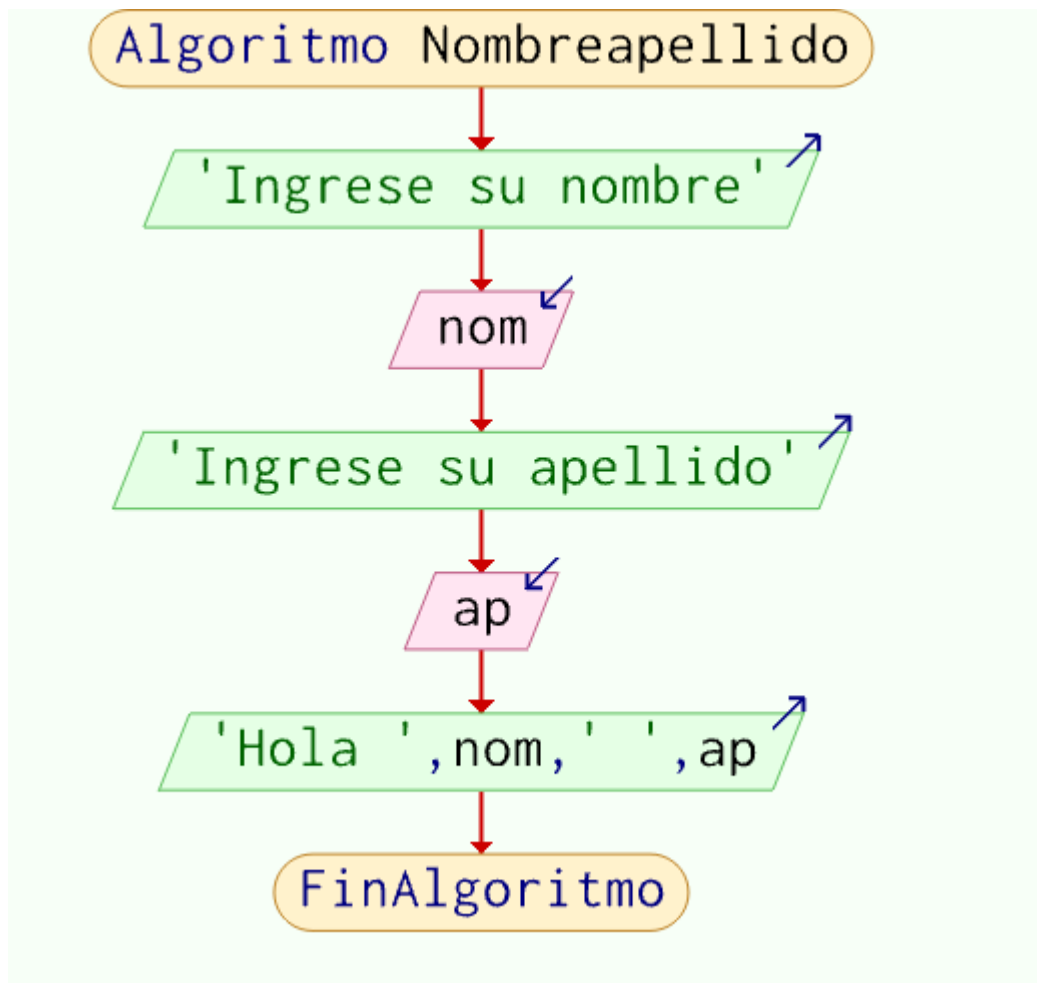 Algoritmo Nombreapellido
'Ingrese su nombre'
nom
'Ingrese su apellido'
ap
'Hola ',nom,' ',ap
FinAlgoritmo